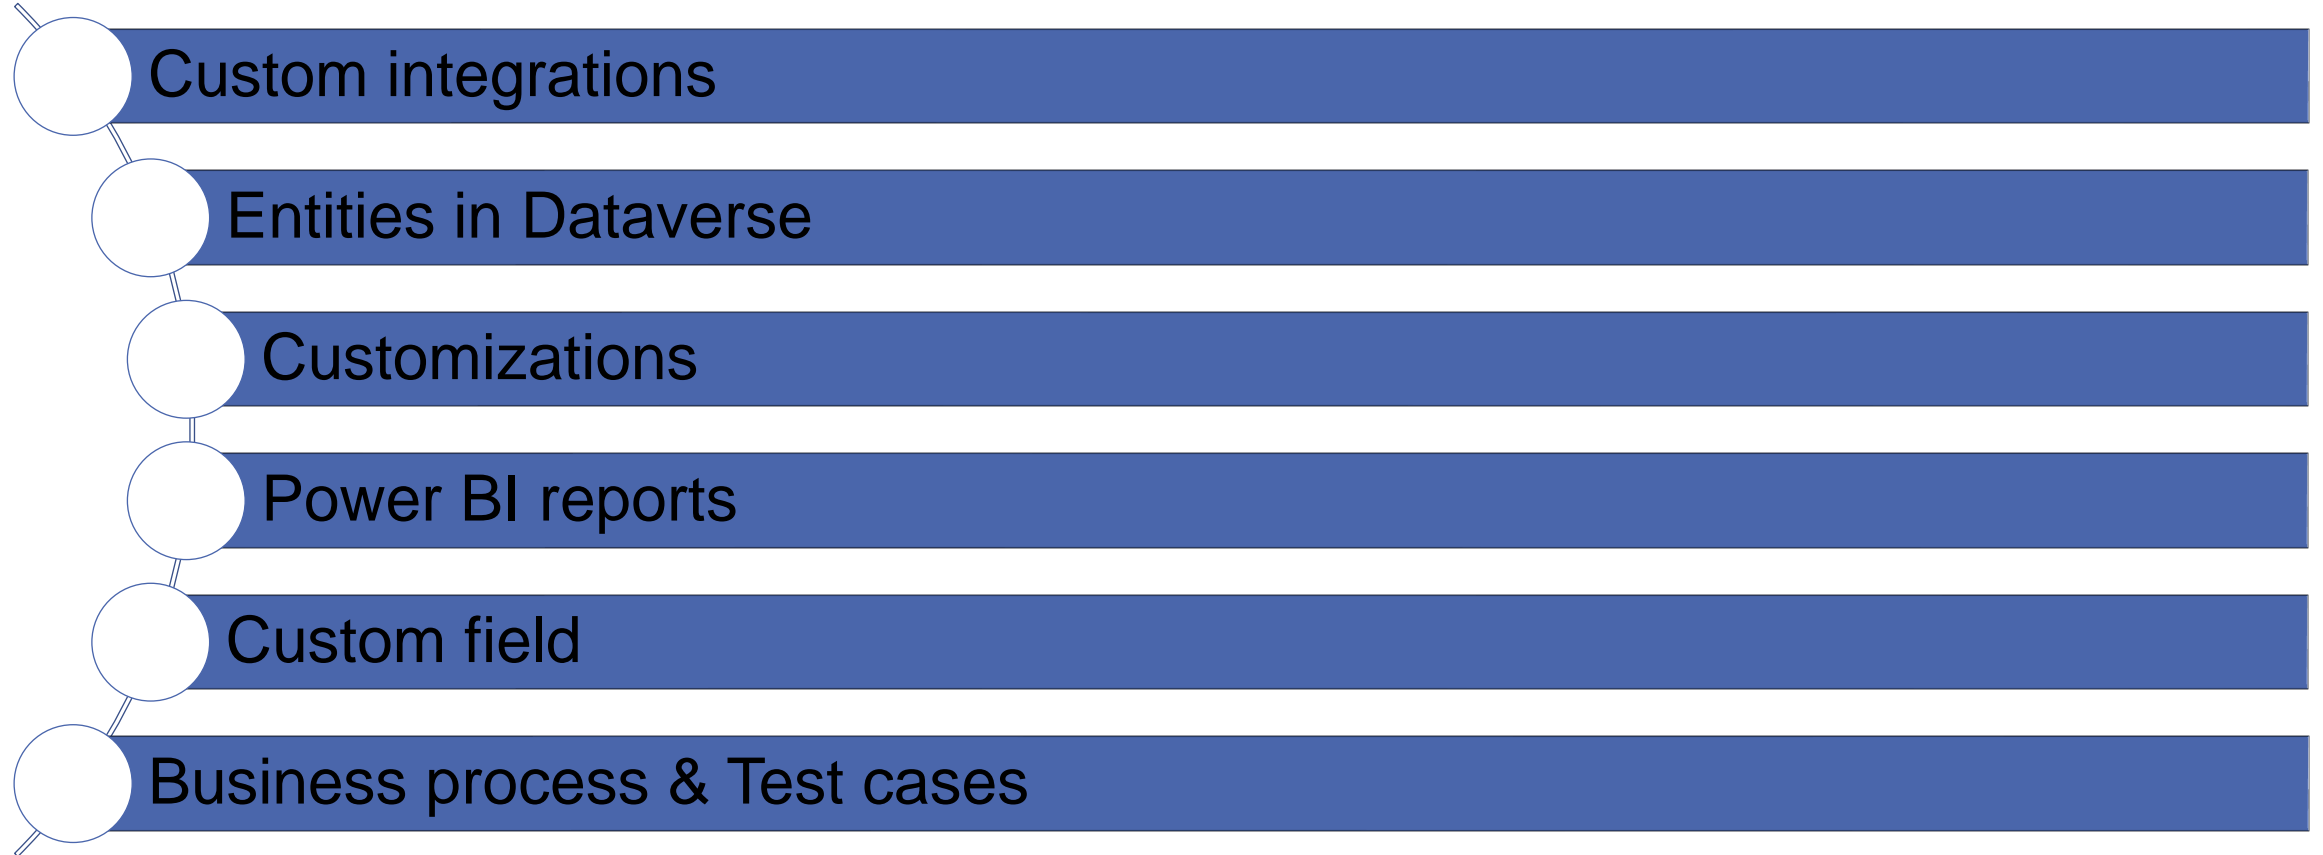 Custom integrations
Entities in Dataverse
Customizations
Power BI reports
Custom field
Business process & Test cases